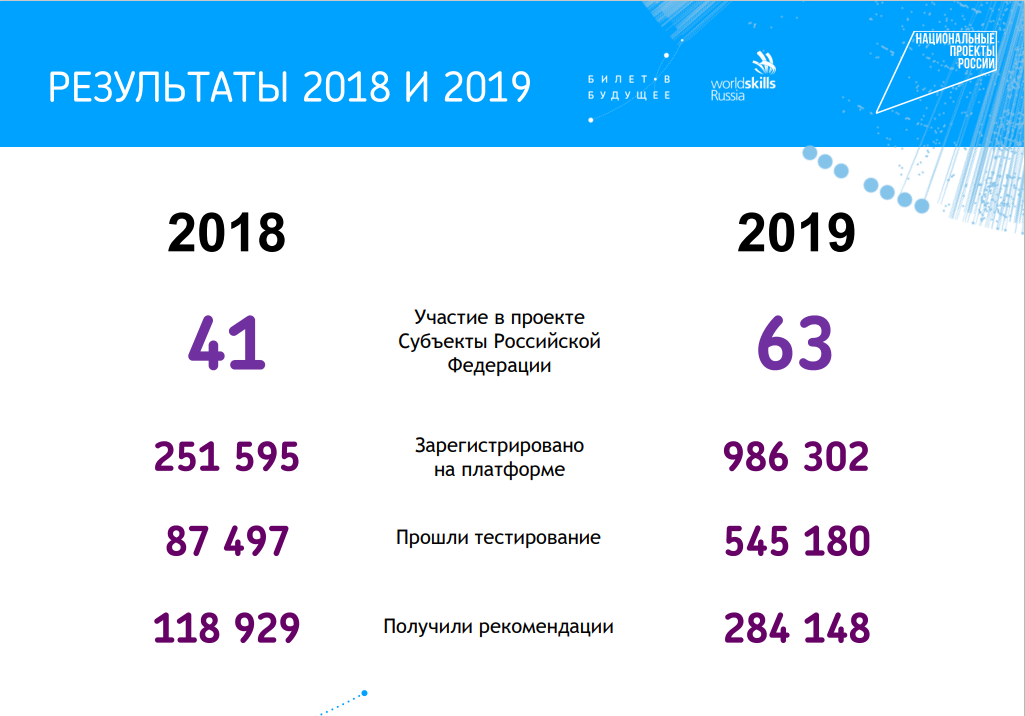 РЕЗУЛЬТАТЫ 2018 И 2019
БИЛЕТ•В
БУДУЩЕЕ
worldskills
Russia
НАЦИОНАЛЬНЫЕ
ПРОЕКТЫ
РОССИИ
2018
2019
41
Участие в проекте
Субъекты Российской
Федерации
63
251 595
Зарегистрировано
на платформе
986 302
87 497
Прошли тестирование
545 180
118 929
Получили рекомендации
284 148